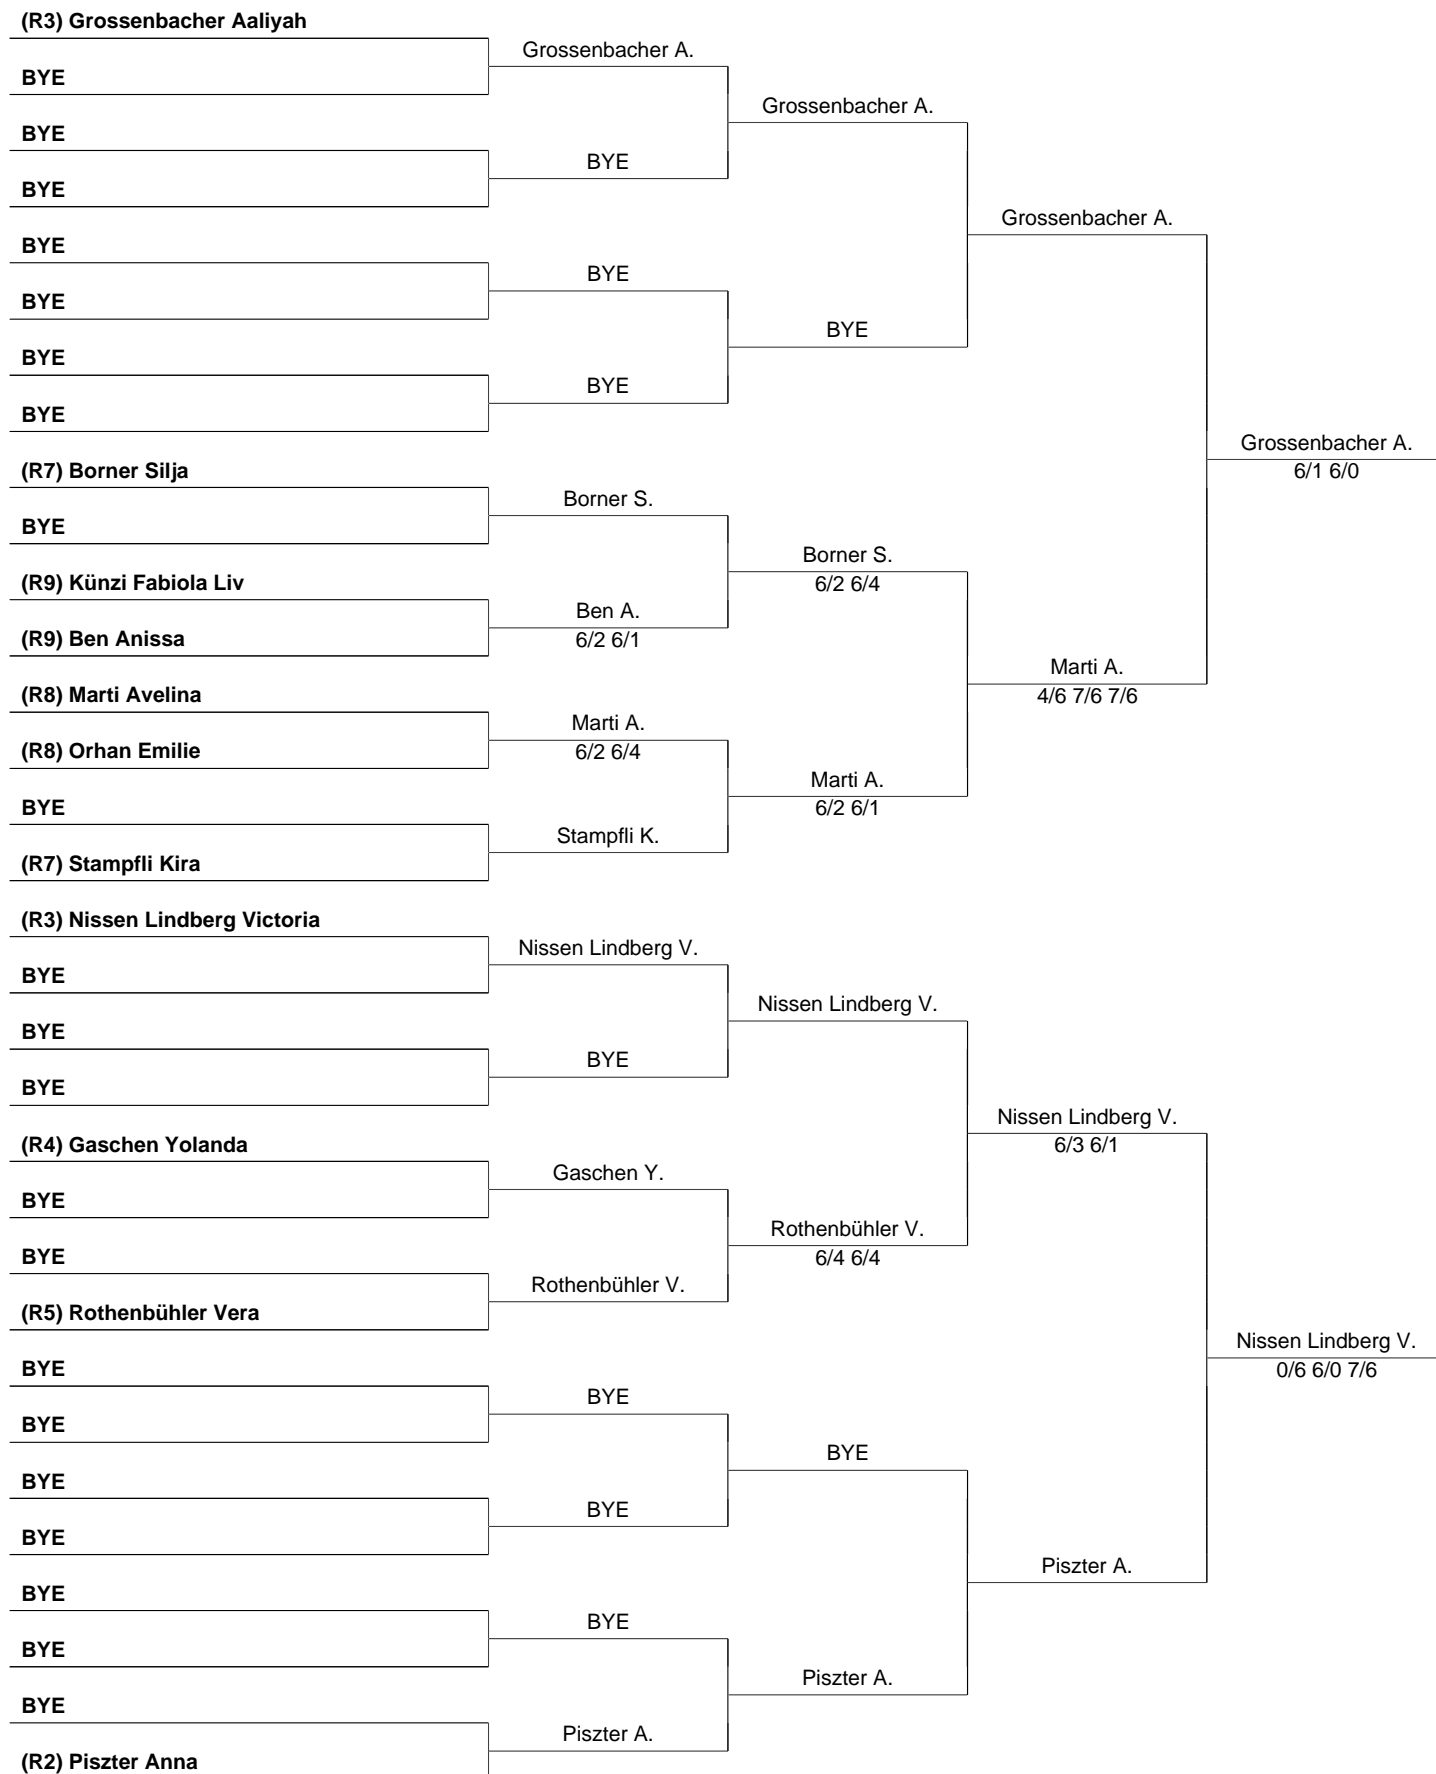 (R3) Grossenbacher Aaliyah
Grossenbacher A.
BYE
Grossenbacher A.
BYE
BYE
BYE
Grossenbacher A.
BYE
BYE
BYE
BYE
BYE
BYE
BYE
Grossenbacher A.
6/1 6/0
(R7) Borner Silja
Borner S.
BYE
Borner S.
6/2 6/4
(R9) Künzi Fabiola Liv
Ben A.
6/2 6/1
(R9) Ben Anissa
Marti A.
4/6 7/6 7/6
(R8) Marti Avelina
Marti A.
6/2 6/4
(R8) Orhan Emilie
Marti A.
6/2 6/1
BYE
Stampfli K.
(R7) Stampfli Kira
(R3) Nissen Lindberg Victoria
Nissen Lindberg V.
BYE
Nissen Lindberg V.
BYE
BYE
BYE
Nissen Lindberg V.
6/3 6/1
(R4) Gaschen Yolanda
Gaschen Y.
BYE
Rothenbühler V.
6/4 6/4
BYE
Rothenbühler V.
(R5) Rothenbühler Vera
Nissen Lindberg V.
0/6 6/0 7/6
BYE
BYE
BYE
BYE
BYE
BYE
BYE
Piszter A.
BYE
BYE
BYE
Piszter A.
BYE
Piszter A.
(R2) Piszter Anna